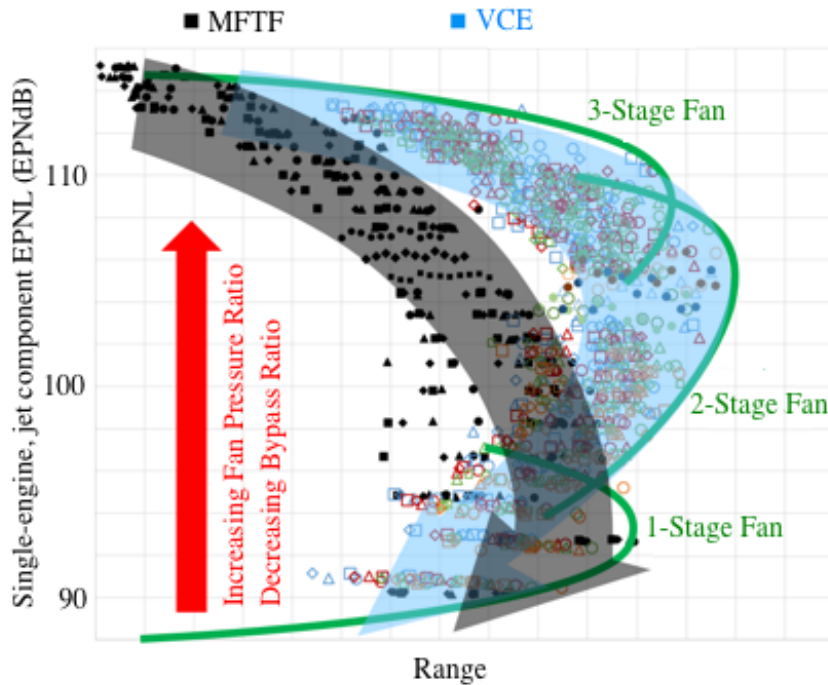 MFTF
VCE
Single-engine, jet component EPNL (EPNdB)
110
100
90
Increasing Fan Pressure Ratio
Decreasing Bypass Ratio
3-Stage Fan
2-Stage Fan
1-Stage Fan
Range